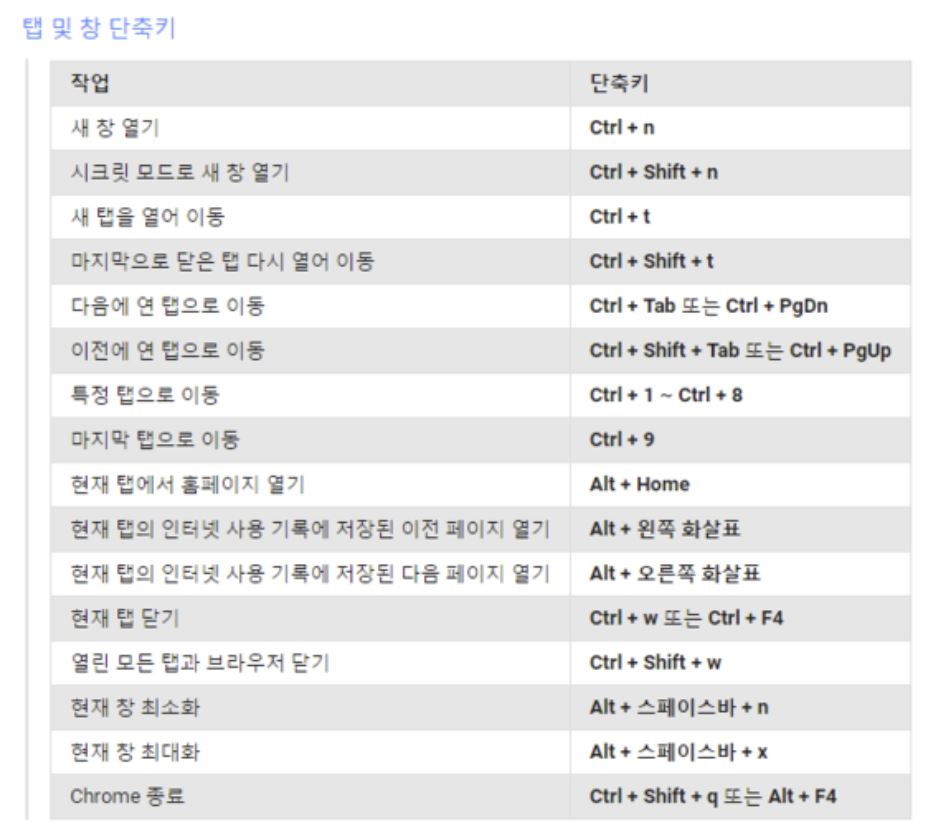 탭 및 창 단축키
작업 단축키
새 창 열기 Ctrl + n
시크릿 모드로 새 창 열기 Ctrl + Shift + n
새 탭을 열어 이동 Ctrl + t
마지막으로 닫은 탭 다시 열어 이동 Ctrl + Shift + t
다음에 연 탭으로 이동 Ctrl + Tab 또는 Ctrl + PgDn
이전에 연 탭으로 이동 Ctrl + Shift + Tab 또는 Ctrl + PgUp
특정 탭으로 이동 Ctrl + 1 ~ Ctrl + 8
마지막 탭으로 이동 Ctrl + 9
현재 탭에서 홈페이지 열기 Alt + Home
현재 탭의 인터넷 사용 기록에 저장된 이전 페이지 열기 Alt + 왼쪽 화살표
현재 탭의 인터넷 사용 기록에 저장된 다음 페이지 열기 Alt + 오른쪽 화살표
현재 탭 닫기 Ctrl + w 또는 Ctrl + F4
열린 모든 탭과 브라우저 닫기 Ctrl + Shift + w
현재 창 최소화 Alt + 스페이스바 + n
현재 창 최대화 Alt + 스페이스바 + x
Chrome 종료 Ctrl + Shift + q 또는 Alt + F4